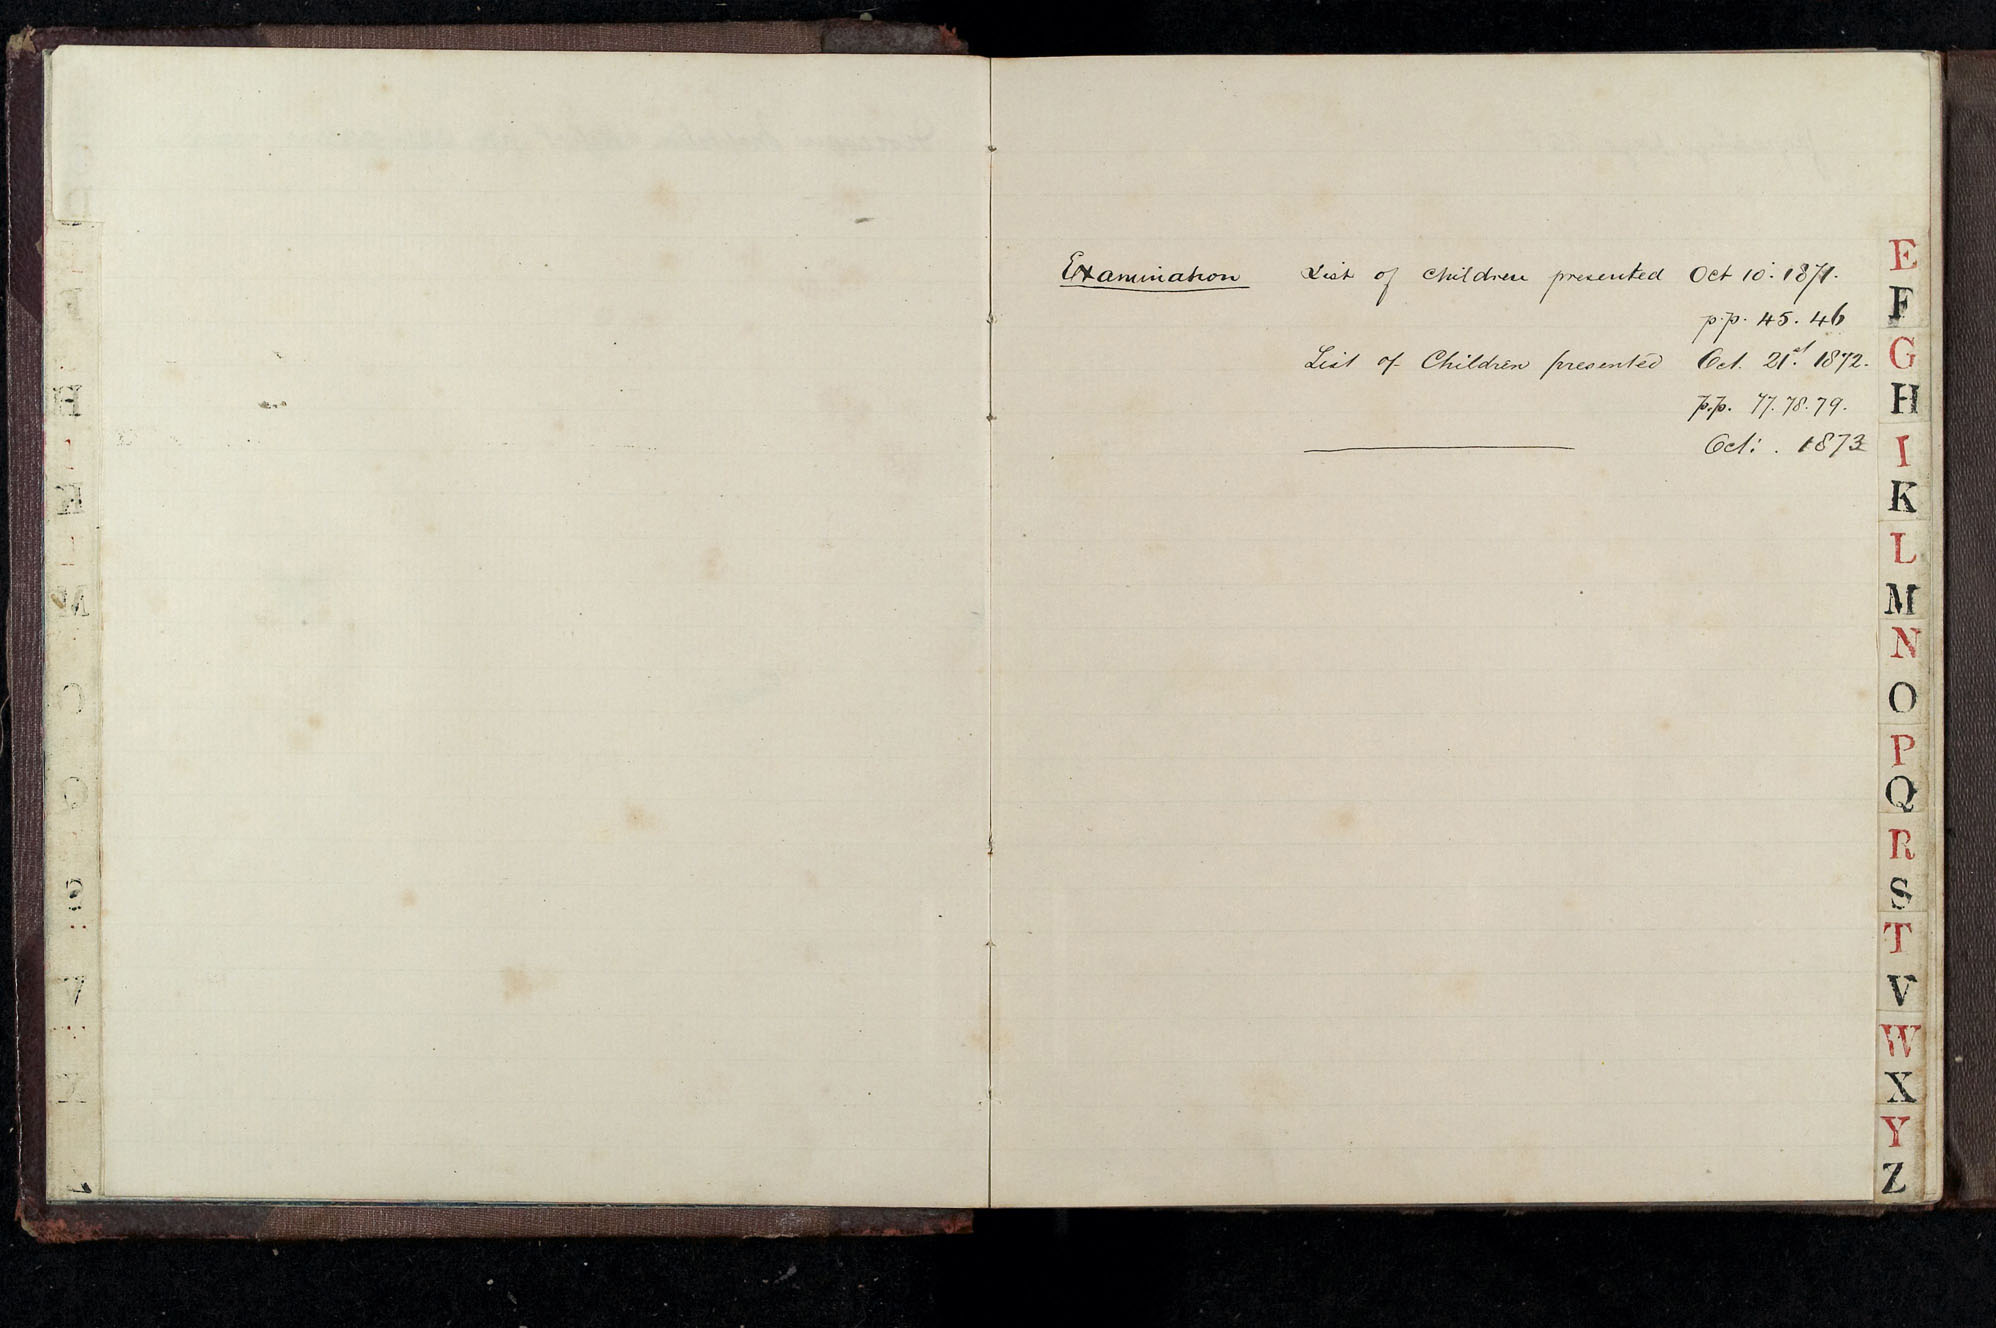 Examination List of children presented Oct 10. 1871.
p.p. 45. 46
List of Children presented Oct. 21st. 1872.
p.p. 77. 78. 79.
Oct: . 1873
E
F
G
H
I
K
L
M
N
O
P
Q
R
S
T
V
W
X
Y
Z